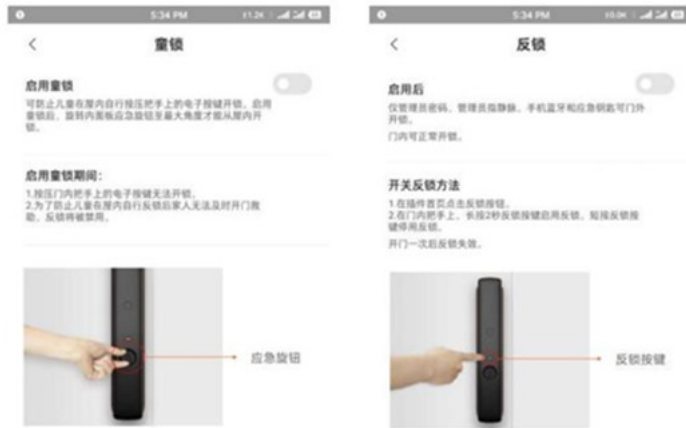 5:34 PM
童锁
启用童锁
可防止儿童在屋内自行按压把手上的电子按键开锁。启用
童锁后，旋转内面板应急旋钮至最大角度才能从屋内开
锁。
启用童锁期间：
1.按压门内把手上的电子按键无法开锁。
2.为了防止儿童在屋内自行反锁后家人无法及时开门救
助，反锁将被禁用。
应急旋钮
5:34 PM
反锁
启用后
仅管理员密码、管理员指静脉、手机蓝牙和应急钥匙可门外
开锁。
门内可正常开锁。
开关反锁方法
1.在插件首页点击反锁按钮。
2.在门内把手上，长按2秒反锁按键启用反锁，短按反锁按
键停用反锁。
开门一次后反锁失效。
反锁按键